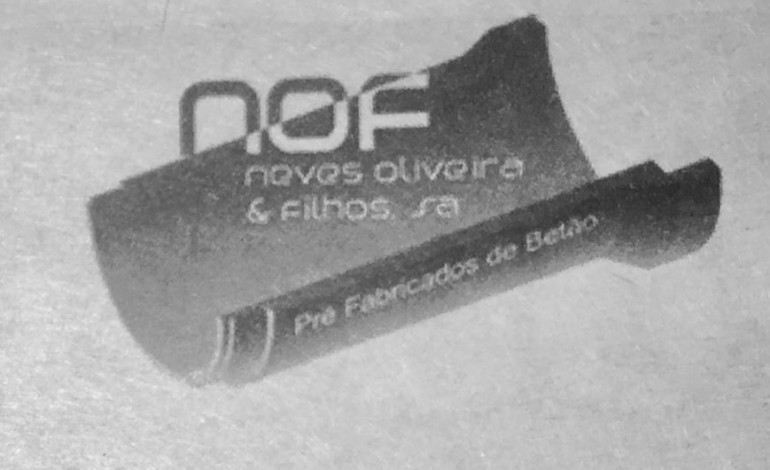 nof
neves oliveira
& filhos, sa
Pré Fabricados de Betão